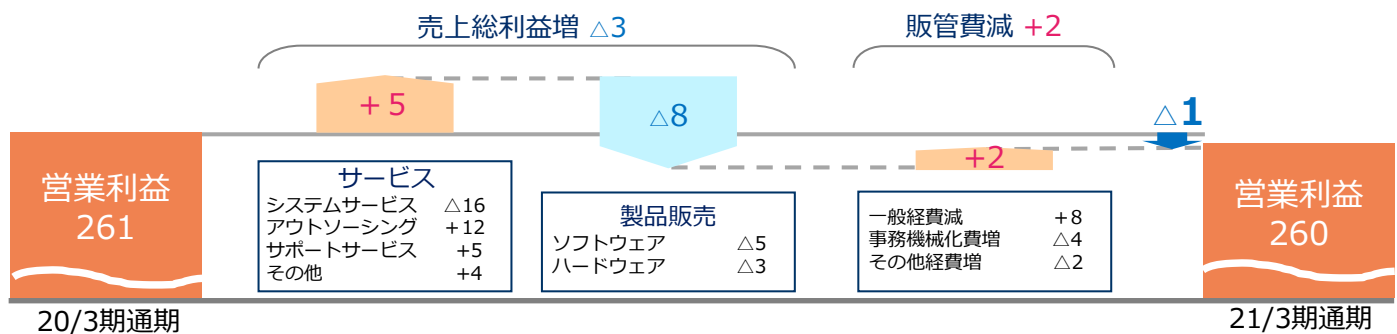 売上総利益増 △3
販管費減 +2
+5
△8
+2
△1
営業利益
261
サービス
システムサービス △16
アウトソーシング +12
サポートサービス +5
その他 +4
製品販売
ソフトウェア △5
ハードウェア △3
一般経費減 +8
事務機械化費増 △4
その他経費増 △2
営業利益
260
20/3期通期
21/3期通期